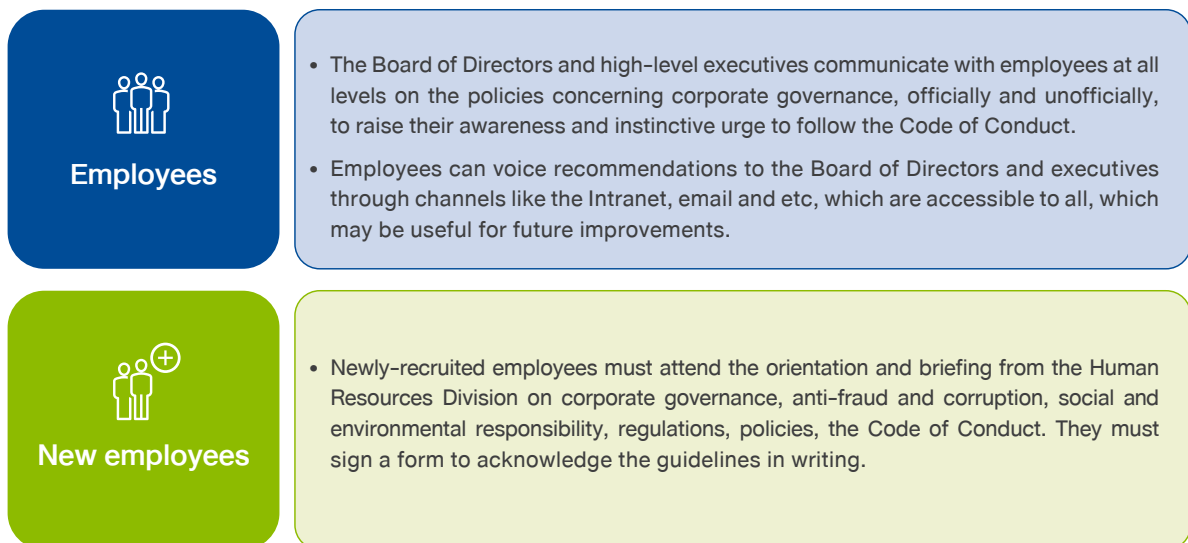 Employees
• The Board of Directors and high-level executives communicate with employees at all
levels on the policies concerning corporate governance, officially and unofficially,
to raise their awareness and instinctive urge to follow the Code of Conduct.
• Employees can voice recommendations to the Board of Directors and executives
through channels like the Intranet, email and etc, which are accessible to all, which
may be useful for future improvements.
New employees
• Newly-recruited employees must attend the orientation and briefing from the Human
Resources Division on corporate governance, anti-fraud and corruption, social and
environmental responsibility, regulations, policies, the Code of Conduct. They must
sign a form to acknowledge the guidelines in writing.